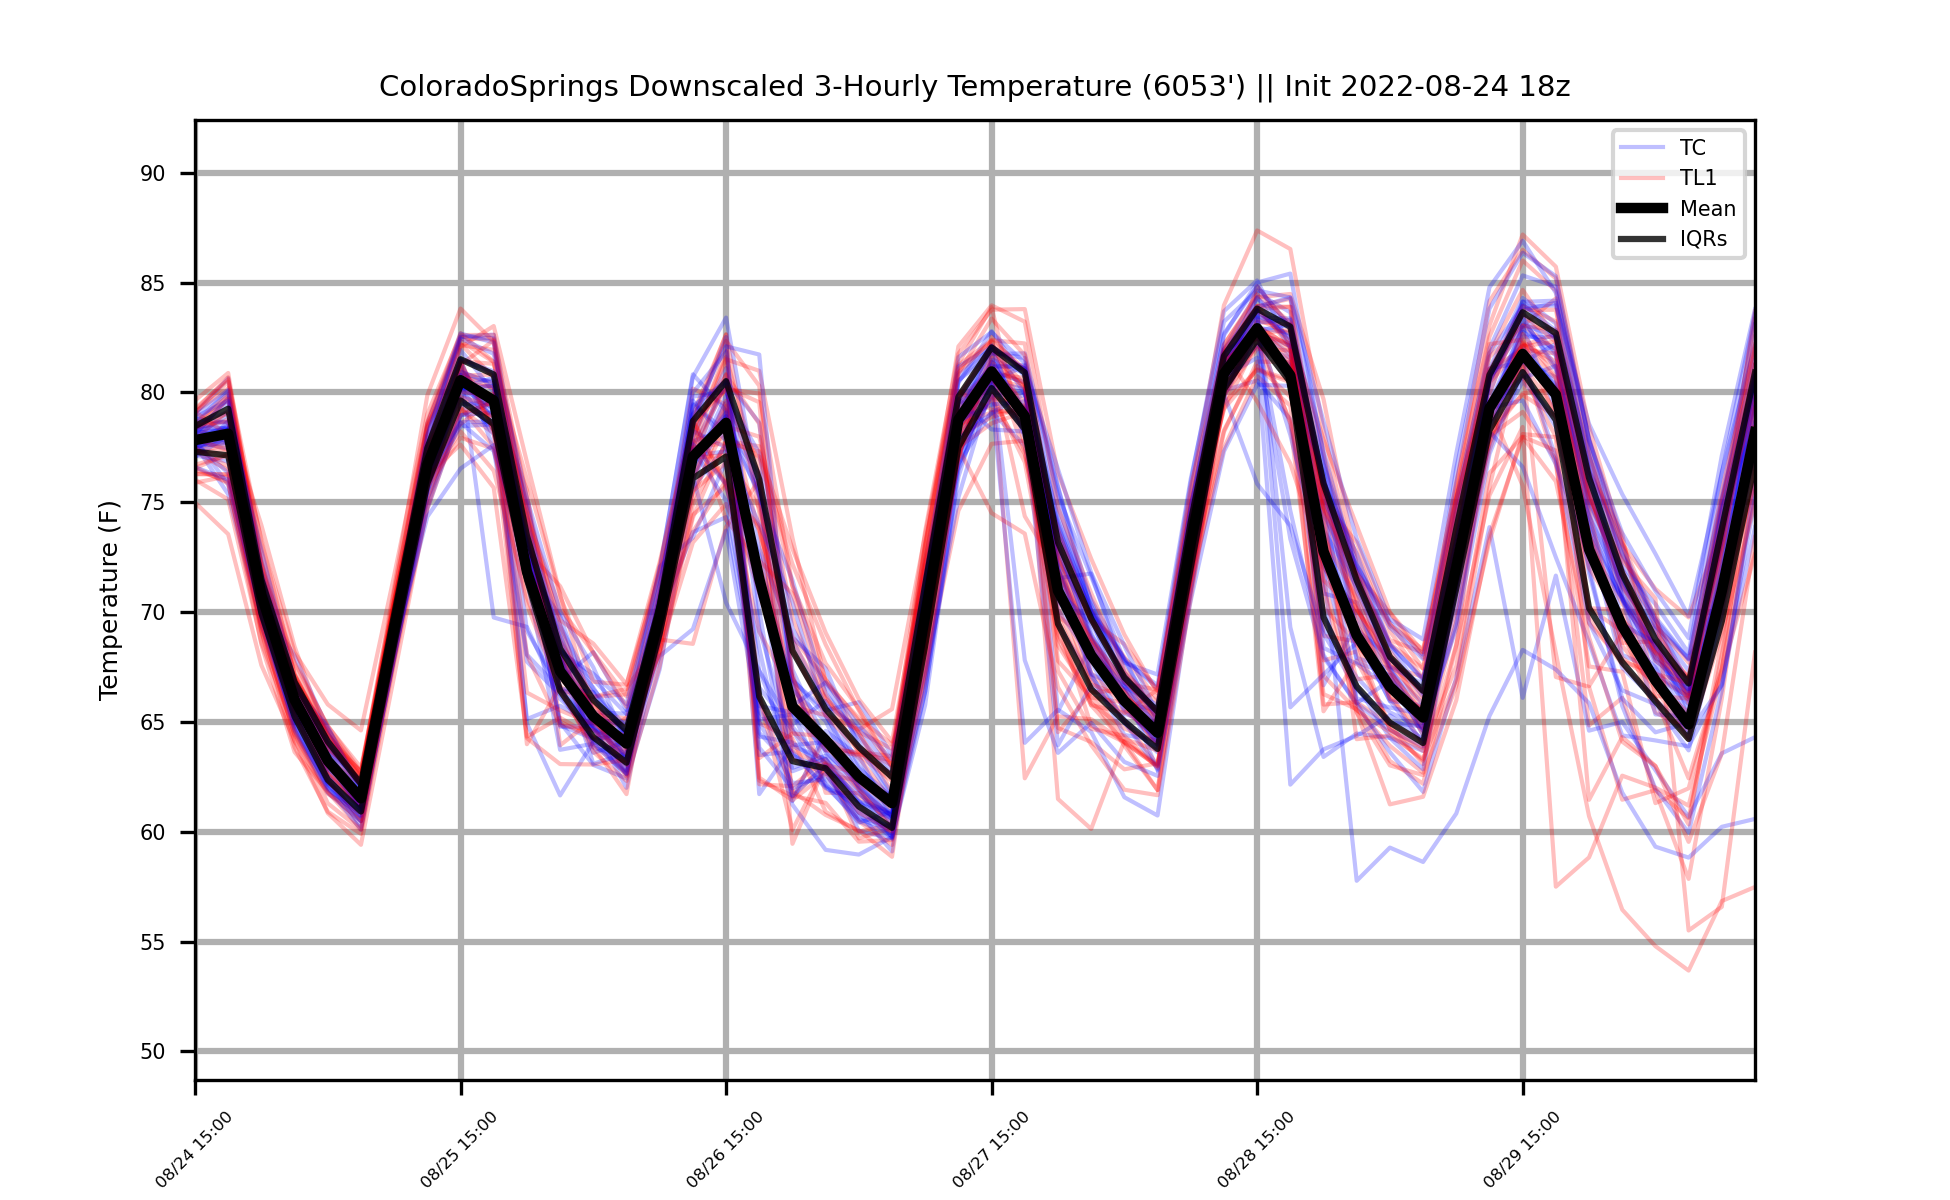 ColoradoSprings Downscaled 3-Hourly Temperature (6053') || Init 2022-08-24 18z
TC
TL1
Mean
IQRs
Temperature (F)
90
85
80
75
70
65
60
55
50
08/24 15:00
08/25 15:00
08/26 15:00
08/27 15:00
08/28 15:00
08/29 15:00